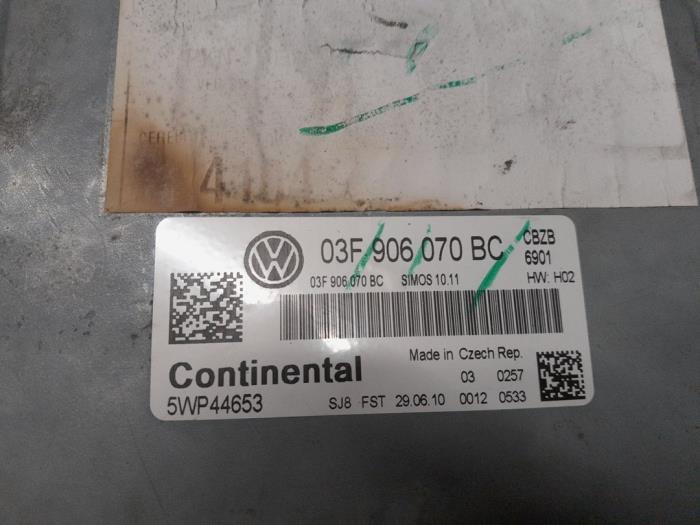 03F 906 070 BC CBZB
6901
03F 906 070 BC SIMOS 10.11 HW: H02
Continental Made in Czech Rep.
03 0257
5WP44653 SJ8 FST 29.06.10 0012 0533